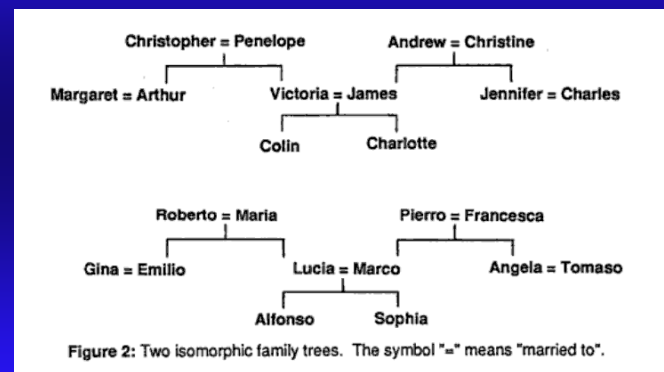 Christopher = Penelope Andrew = Christine
Margaret = Arthur Victoria = James Jennifer = Charles
Colin Charlotte
Roberto = Maria Pierro = Francesca
Gina = Emilio Lucia = Marco Angela = Tomaso
Alfonso Sophia
Figure 2: Two isomorphic family trees. The symbol "=" means "married to".